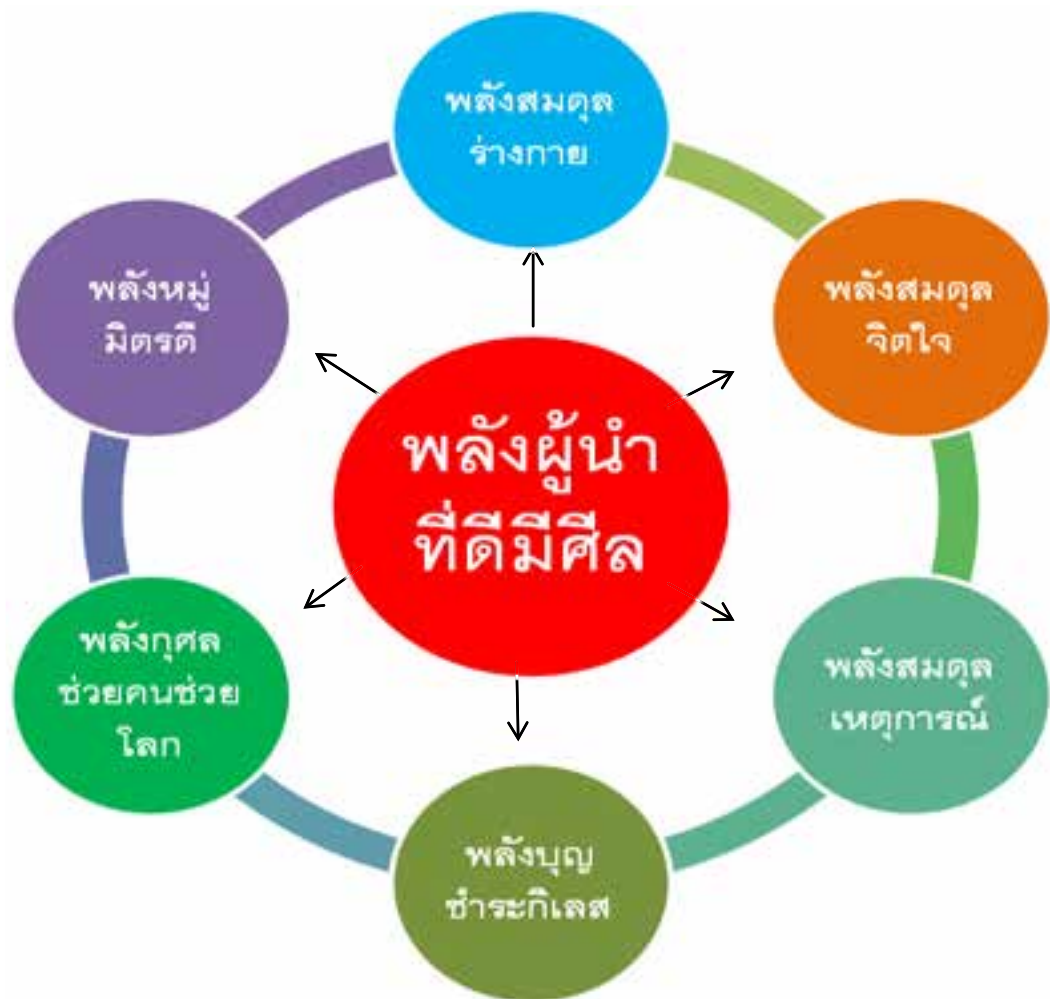 พลังสมดุล
ร่างกาย
พลังสมดุล
จิตใจ
พลังสมดุล
เหตุการณ์
พลังบุญ
ชำระกิเลส
พลังกุศล
ช่วยคนช่วย
โลก
พลังหมู่
มิตรดี
พลังผู้นำ
ที่ดีมีศีล